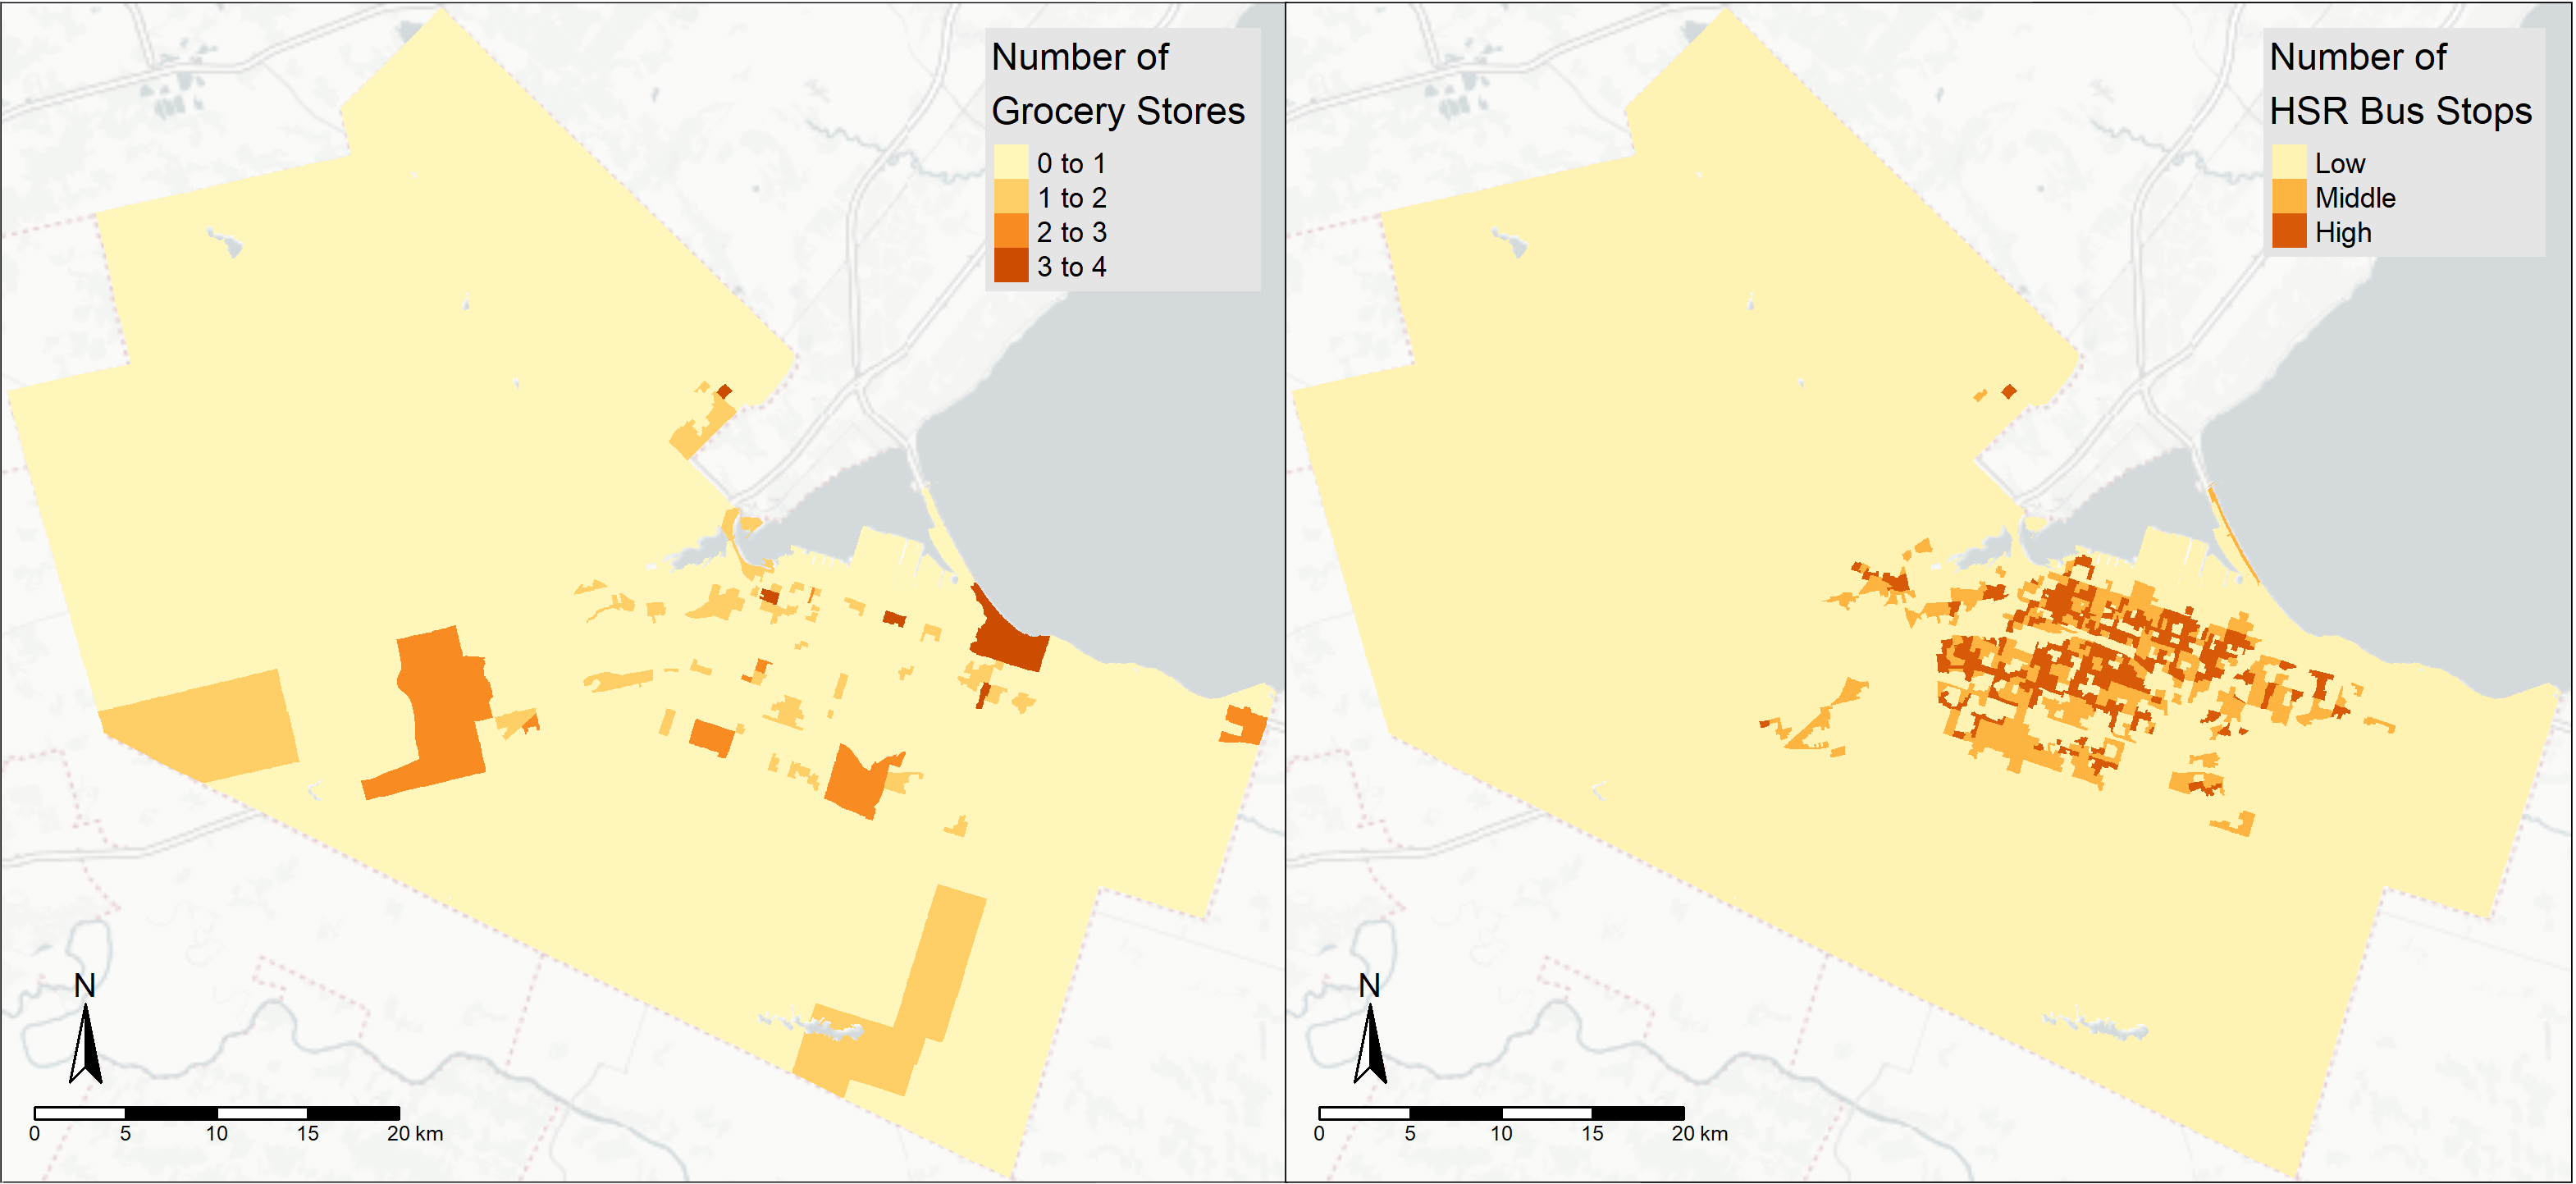 Number of
Grocery Stores
0 to 1
1 to 2
2 to 3
3 to 4
N
0 5 10 15 20 km
Number of
HSR Bus Stops
Low
Middle
High
N
0 5 10 15 20 km